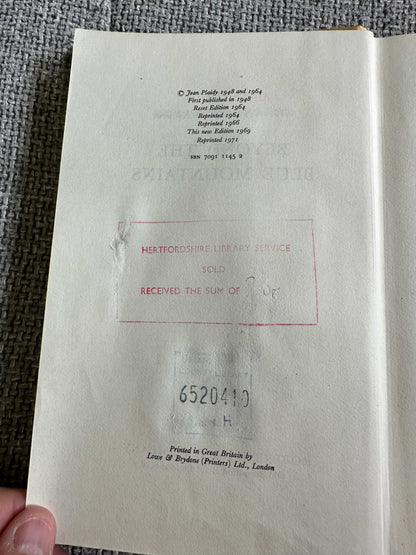 © Jean Plaidy 1948 and 1964
First published in 1948
Reset Edition 1964
Reprinted 1964
Reprinted 1966
This new Edition 1969
Reprinted 1971
SBN 7091 1145 2
HERTFORDSHIRE LIBRARY SERVICE
SOLD
RECEIVED THE SUM OF
6520410
H
Printed in Great Britain by
Lowe & Brydone (Printers) Ltd., London